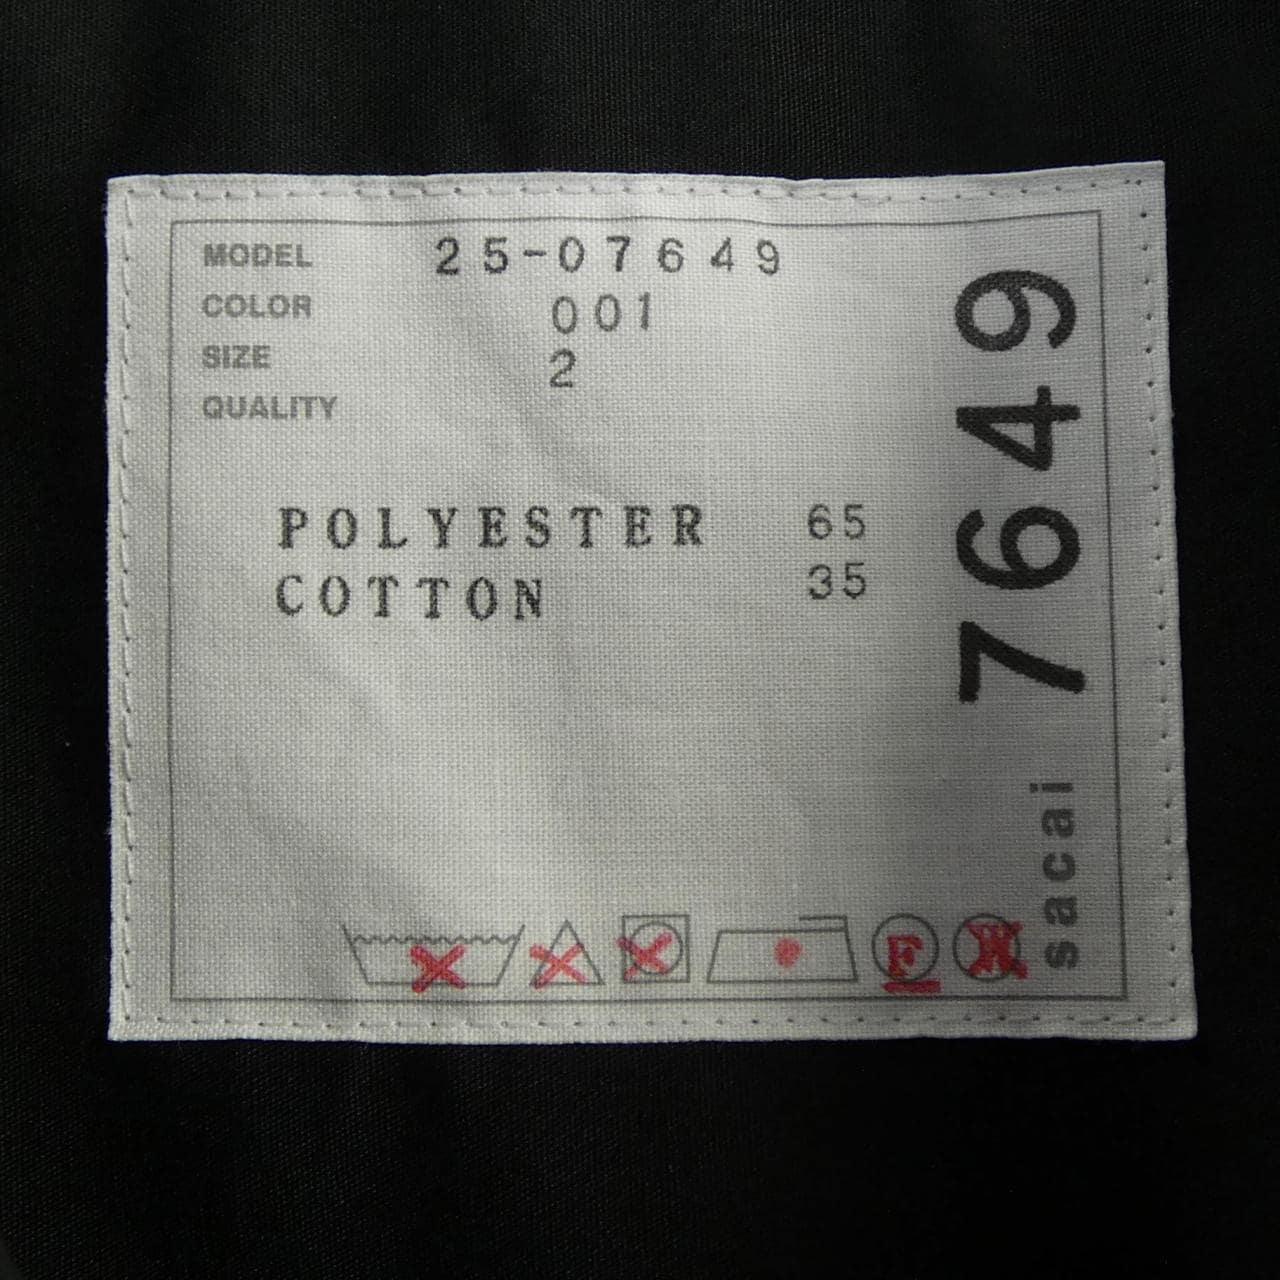 MODEL 25-07649
COLOR 001
SIZE 2
QUALITY
POLYESTER 65
COTTON 35
F W
sacai 7649